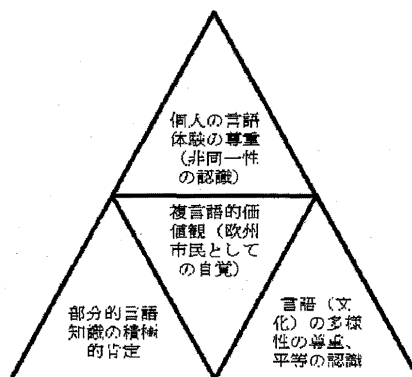 個人の言語
体験の尊重
（非同一性
の認識）
複言語的価
値観（欧州
市民として
の自覚）
部分的言語
知識の積極
的肯定
言語（文
化）の多様
性の尊重、
平等の認識